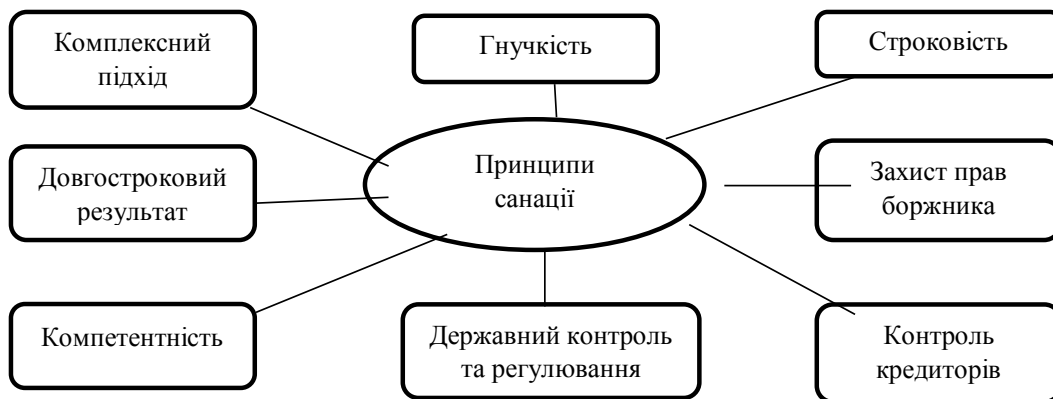 Комплексний
підхід
Гнучкість
Строковість
Довгостроковий
результат
Принципи
санації
Захист прав
боржника
Компетентність
Державний контроль
та регулювання
Контроль
кредиторів